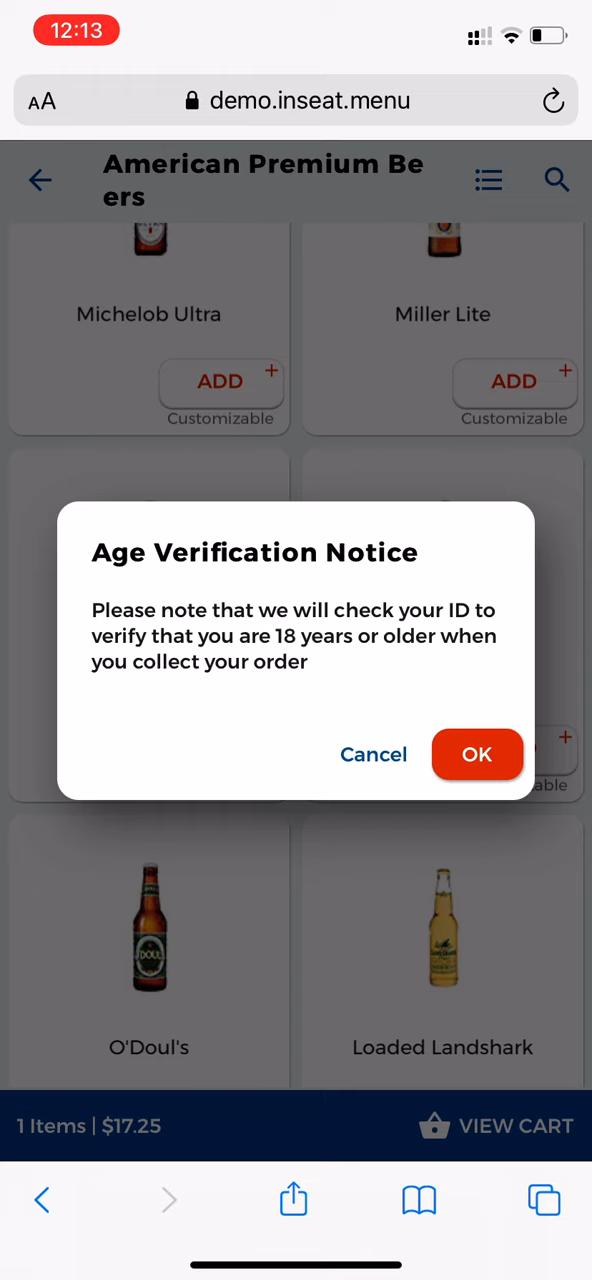 12:13
AA
demo.inseat.menu
American Premium Be
ers
Michelob Ultra
Miller Lite
ADD +
ADD +
Customizable
Customizable
Age Verification Notice
Please note that we will check your ID to
verify that you are 18 years or older when
you collect your order
Cancel
OK
+
able
O'Doul's
Loaded Landshark
1 Items | $17.25
VIEW CART